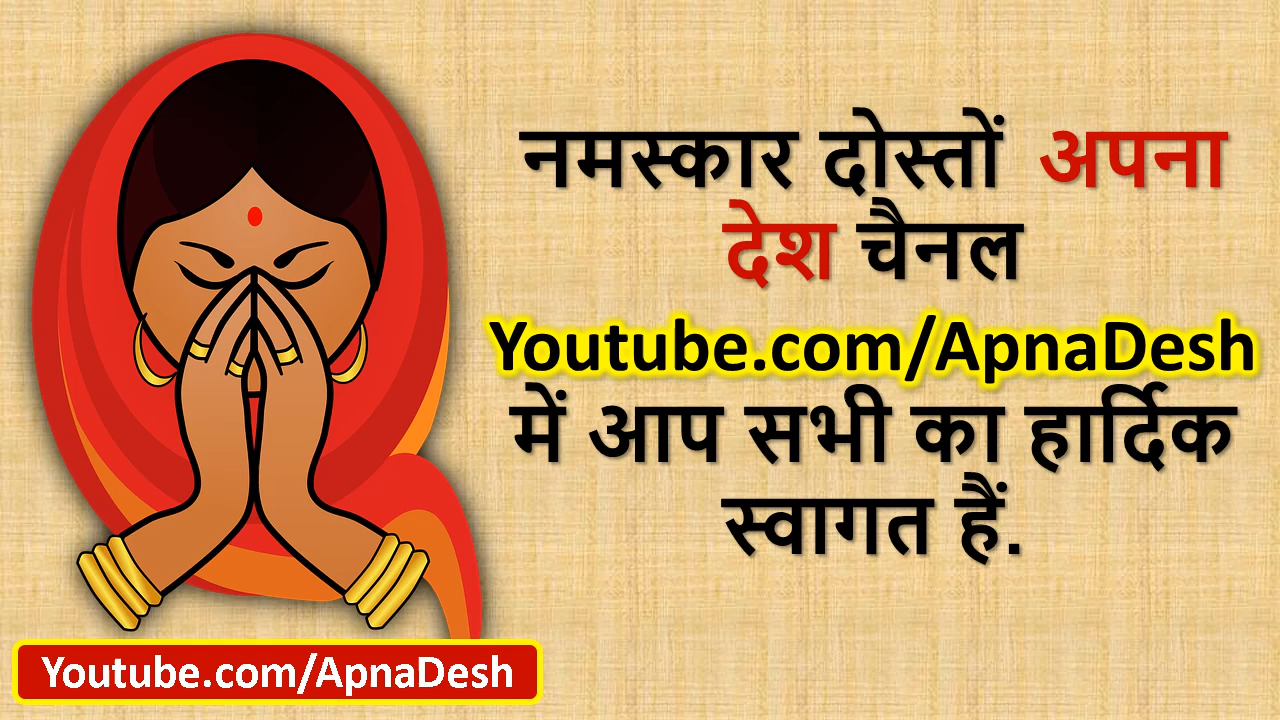 नमस्कार दोस्तों अपना
देश चैनल
Youtube.com/ApnaDesh
में आप सभी का हार्दिक
स्वागत हैं.
Youtube.com/ApnaDesh